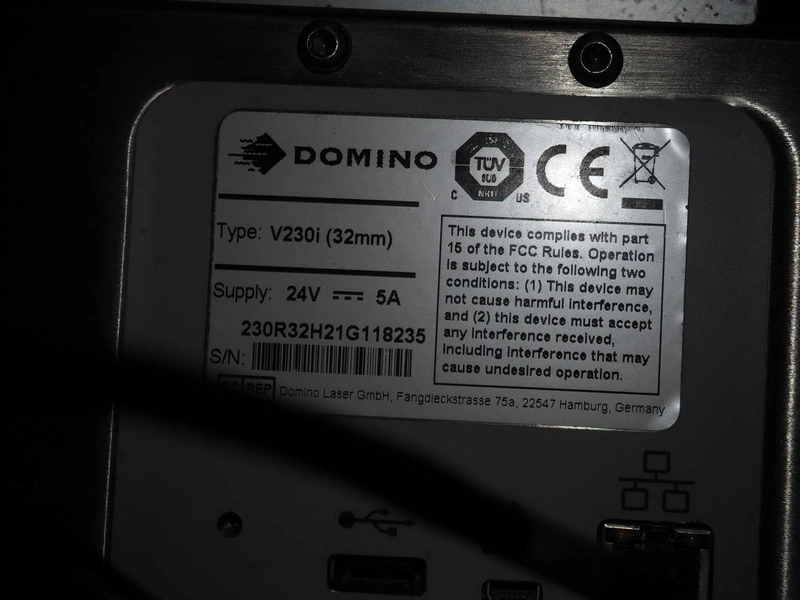 DOMINO
TÜV
SÜD
NRTL
C US
CE
Type: V230i (32mm)
Supply: 24V 5A
230R32H21G118235
S/N:
This device complies with part
15 of the FCC Rules. Operation
is subject to the following two
conditions: (1) This device may
not cause harmful interference,
and (2) this device must accept
any interference received,
including interference that may
cause undesired operation.
EC REP Domino Laser GmbH, Fangdieckstrasse 75a, 22547 Hamburg, Germany